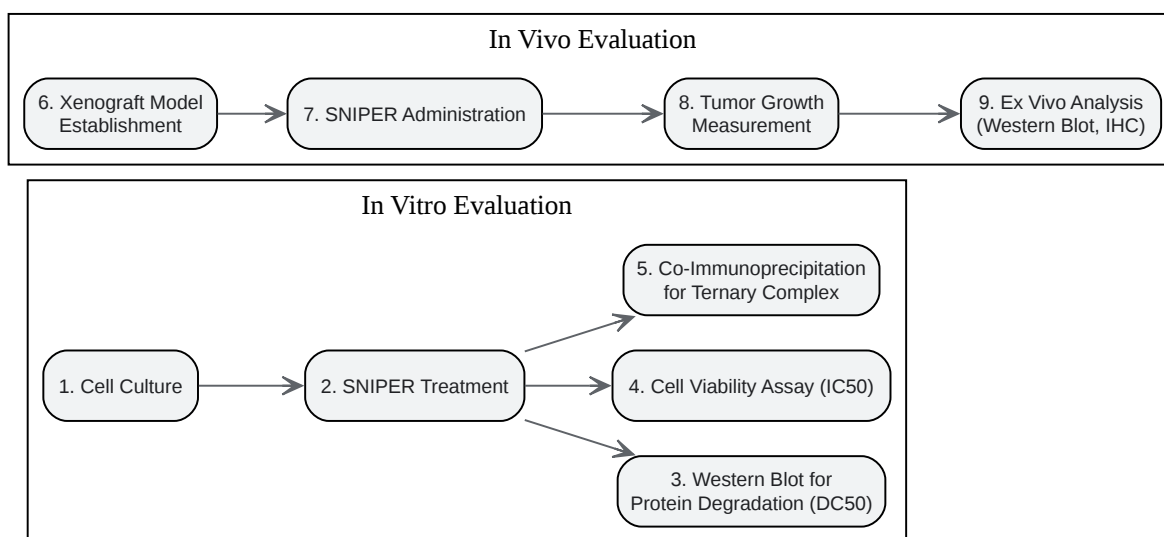 In Vivo Evaluation
6. Xenograft Model
Establishment
7. SNIPER Administration
8. Tumor Growth
Measurement
9. Ex Vivo Analysis
(Western Blot, IHC)
In Vitro Evaluation
5. Co-Immunoprecipitation
for Ternary Complex
1. Cell Culture
2. SNIPER Treatment
4. Cell Viability Assay (IC50)
3. Western Blot for
Protein Degradation (DC50)